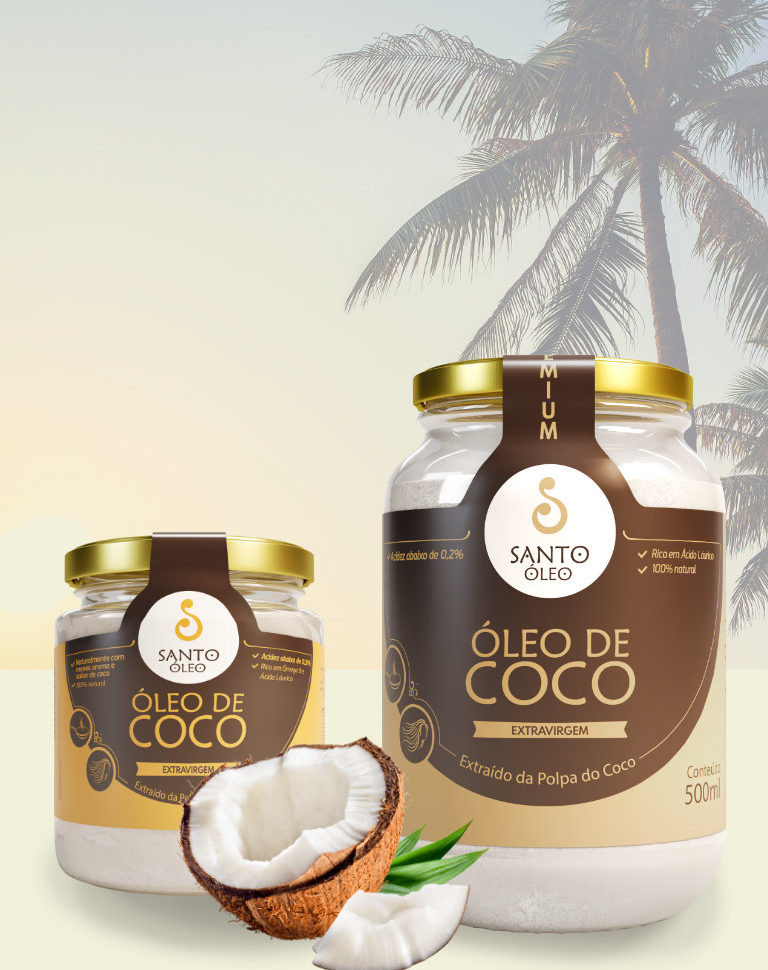 EMIUM
SANTO
ÓLEO
Acidez abaixo de 0,2%
Rico em Ácido Láurico
100% natural
ÓLEO DE
COCO
EXTRAVIRGEM
Extraído da Polpa do Coco
Conteúdo
500ml
SANTO
ÓLEO
Naturalmente com
menos aroma e
sabor de coco
100% natural
Acidez abaixo de 0,3%
Rico em Ômega 9 e
Ácido Láurico
ÓLEO DE
COCO
EXTRAVIRGEM
Extraído da